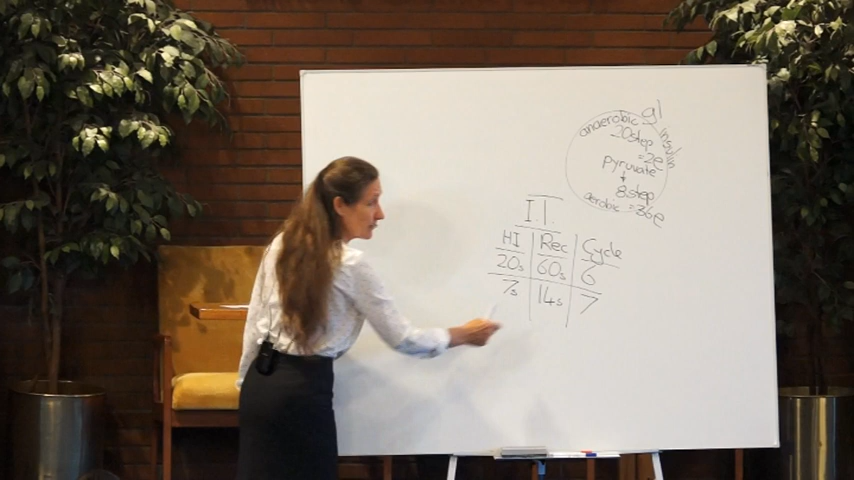 gl
anaerobic
insulin
20step
=2e
pyruvate
8step
aerobic =36e
I.T.
HI Rec Cycle
20s 60s 6
7s 14s 7